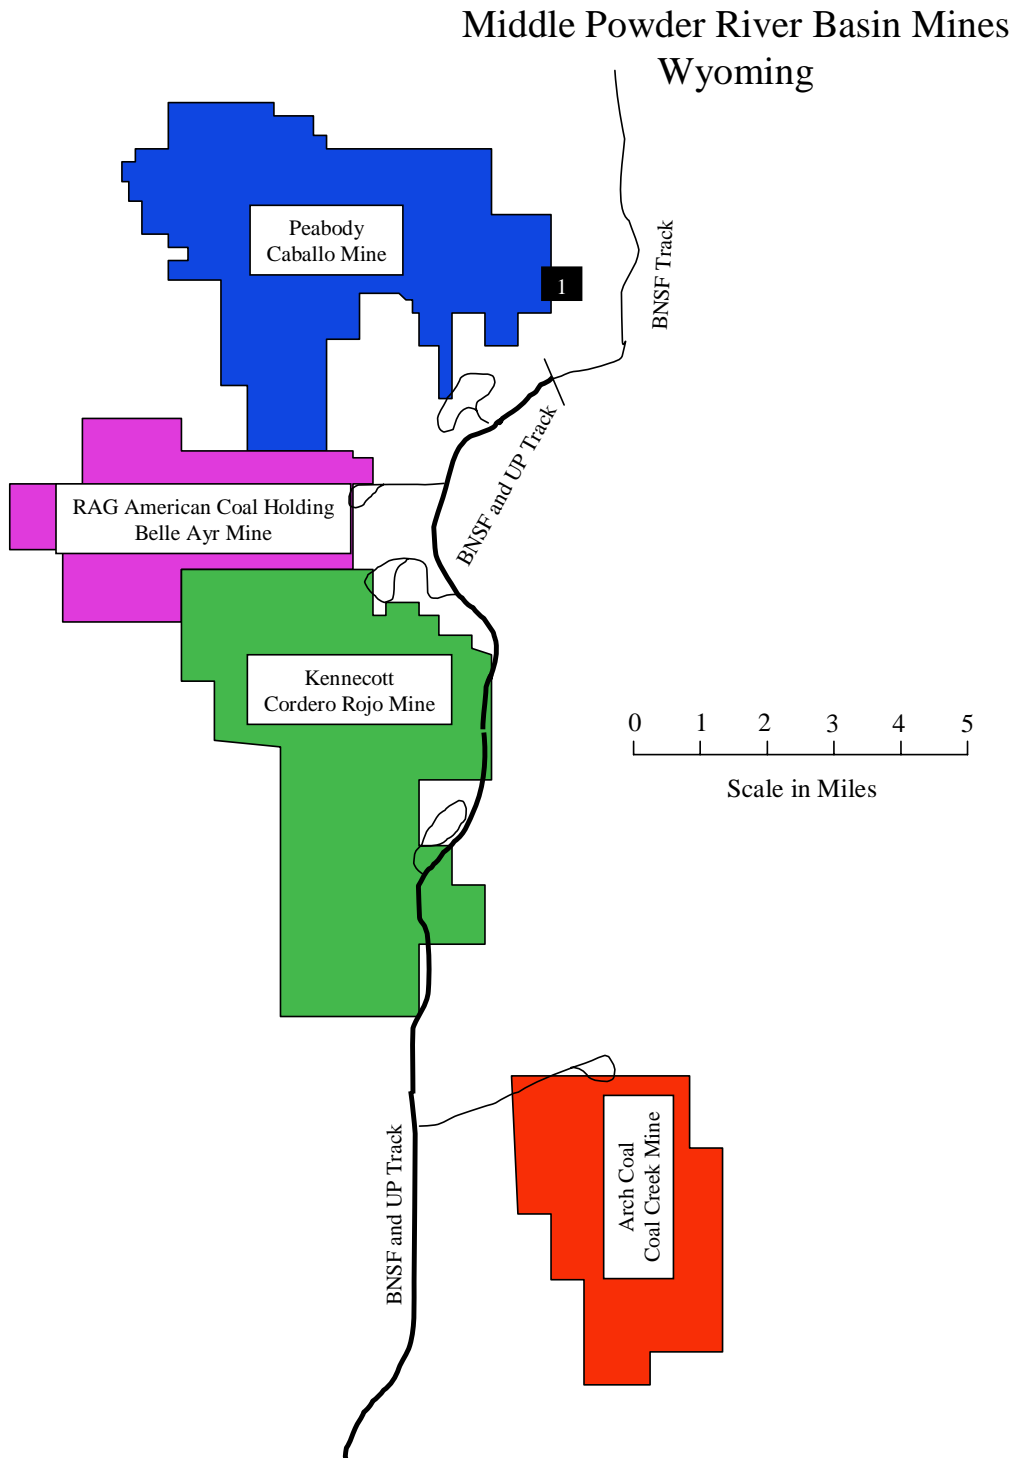 Middle Powder River Basin Mines
Wyoming
Peabody
Caballo Mine
1
BNSF Track
BNSF and UP Track
RAG American Coal Holding
Belle Ayr Mine
Kennecott
Cordero Rojo Mine
0 1 2 3 4 5
Scale in Miles
Arch Coal
Coal Creek Mine
BNSF and UP Track